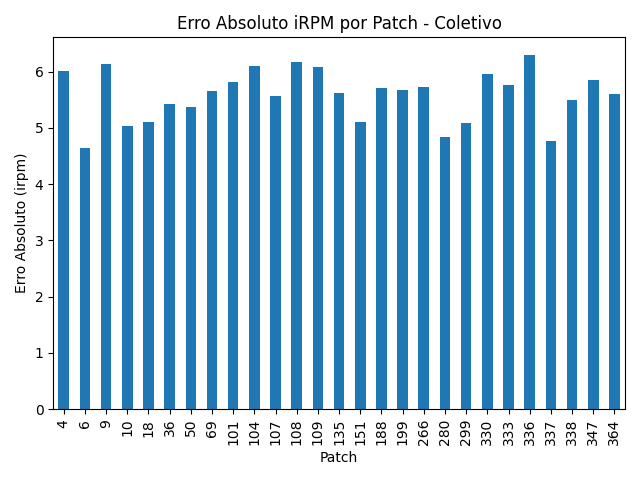 Erro Absoluto iRPM por Patch - Coletivo
Erro Absoluto (irpm)
6
5
4
3
2
1
0
4 6 9 10 18 36 50 69 101 104 107 108 109 135 151 188 199 266 280 299 330 333 336 337 338 347 364
Patch